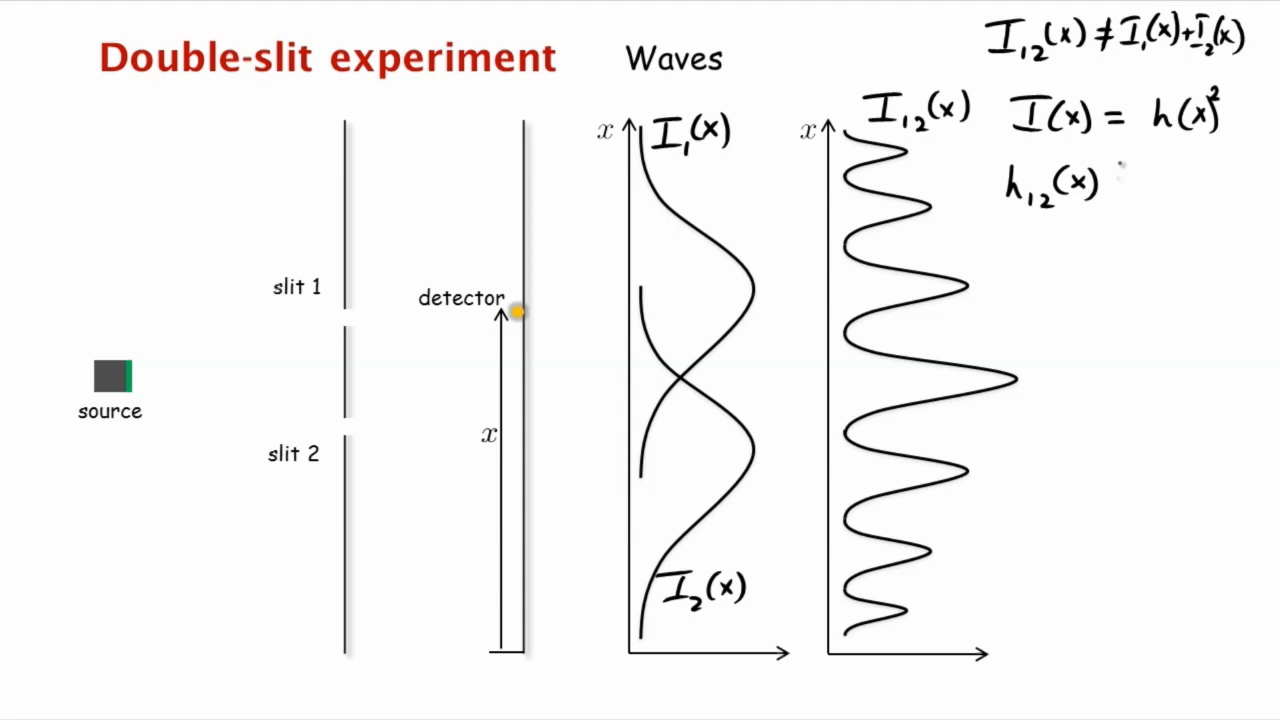 Double-slit experiment
Waves
I₁₂(x) ≠ I₁(x)+I₂(x)
I(x) = h(x)²
h₁₂(x)
x
I₁(x)
x
I₁₂(x)
slit 1
detector
source
x
slit 2
I₂(x)